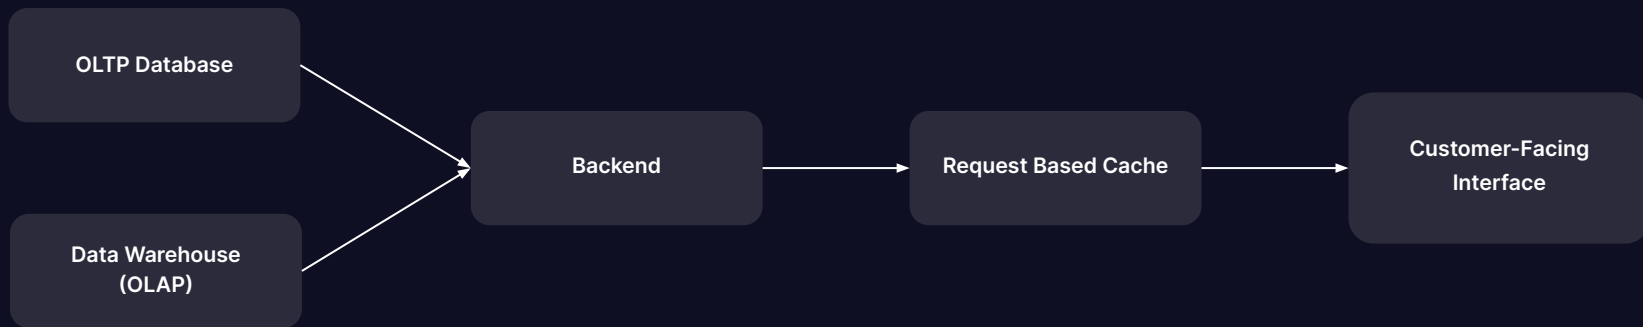 OLTP Database
Data Warehouse
(OLAP)
Backend
Request Based Cache
Customer-Facing
Interface